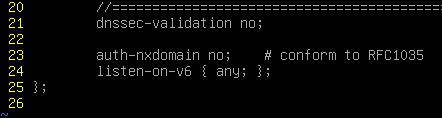 20 //===========================================
21 dnssec-validation no;
22
23 auth-nxdomain no; # conform to RFC1035
24 listen-on-v6 { any; };
25 };
26
~